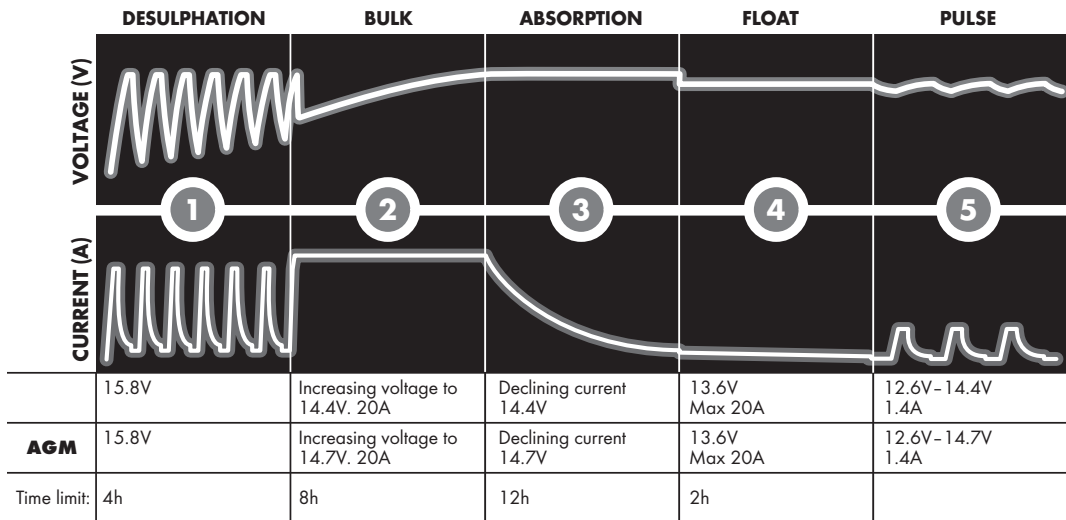 DESULPHATION BULK ABSORPTION FLOAT PULSE
VOLTAGE (V)
1 2 3 4 5
CURRENT (A)
15.8V Increasing voltage to Declining current 13.6V 12.6V–14.4V
14.4V. 20A 14.4V Max 20A 1.4A
AGM 15.8V Increasing voltage to Declining current 13.6V 12.6V–14.7V
14.7V. 20A 14.7V Max 20A 1.4A
Time limit: 4h 8h 12h 2h